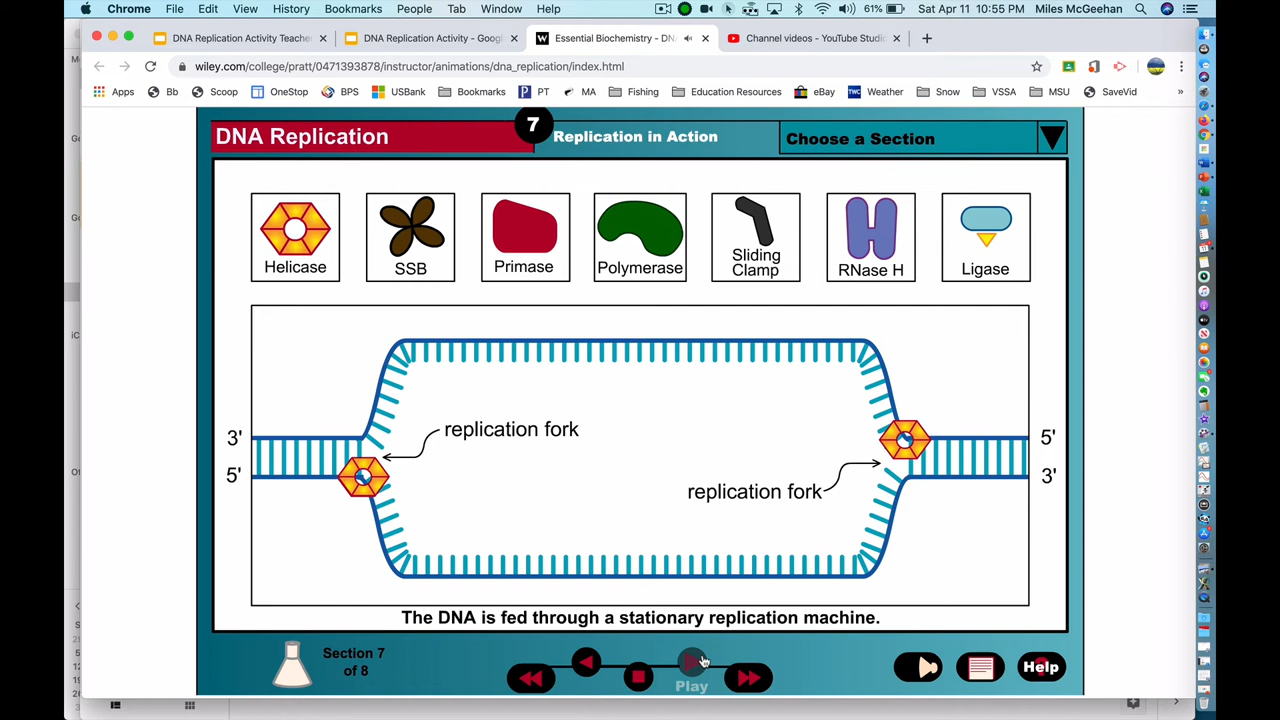 Chrome File Edit View History Bookmarks People Tab Window Help 61% Sat Apr 11 10:55 PM Miles McGeehan
DNA Replication Activity Teache DNA Replication Activity - Goog Essential Biochemistry - DN Channel videos - YouTube Studi
wiley.com/college/pratt/0471393878/instructor/animations/dna_replication/index.html
Apps Bb Scoop OneStop BPS USBank Bookmarks PT MA Fishing Education Resources eBay Weather Snow VSSA MSU SaveVid »
DNA Replication 7 Replication in Action Choose a Section
Helicase
SSB
Primase
Polymerase
Sliding
Clamp
RNase H
Ligase
replication fork
3' 5'
5' 3'
replication fork
The DNA is fed through a stationary replication machine.
Section 7
of 8
Play
Help